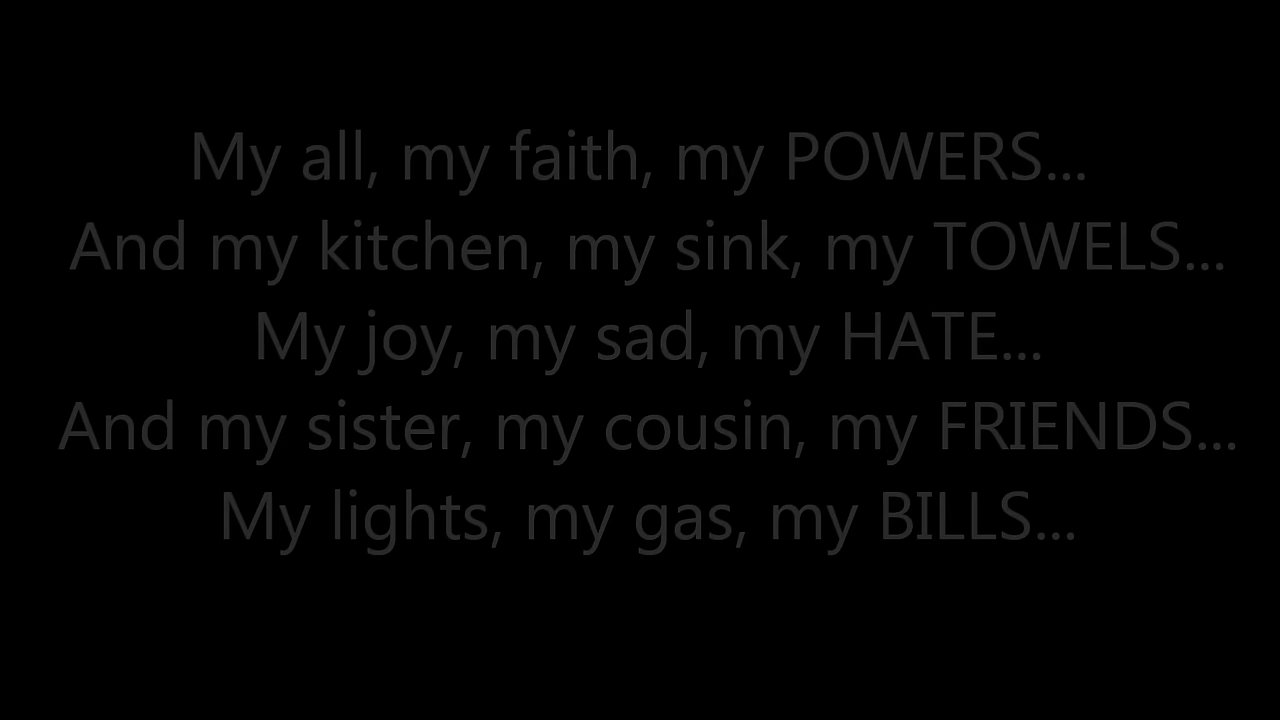 My all, my faith, my POWERS...
And my kitchen, my sink, my TOWELS...
My joy, my sad, my HATE...
And my sister, my cousin, my FRIENDS...
My lights, my gas, my BILLS...